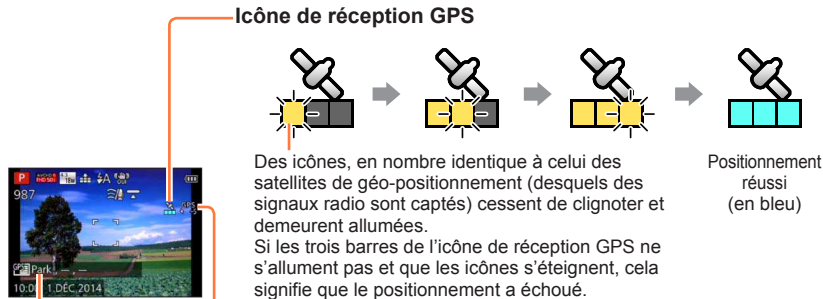 Icône de réception GPS
Des icônes, en nombre identique à celui des
satellites de géo-positionnement (desquels des
signaux radio sont captés) cessent de clignoter et
demeurent allumées.
Si les trois barres de l’icône de réception GPS ne
s’allument pas et que les icônes s’éteignent, cela
signifie que le positionnement a échoué.
Positionnement
réussi
(en bleu)
P
987
GPS
Park
1.DÉC.2014